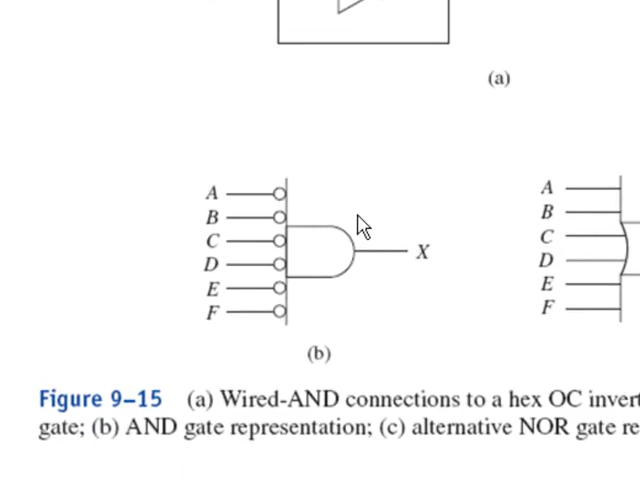 (a)
A
B
C
D
E
F
X
(b)
A
B
C
D
E
F
Figure 9–15 (a) Wired-AND connections to a hex OC invert
gate; (b) AND gate representation; (c) alternative NOR gate re